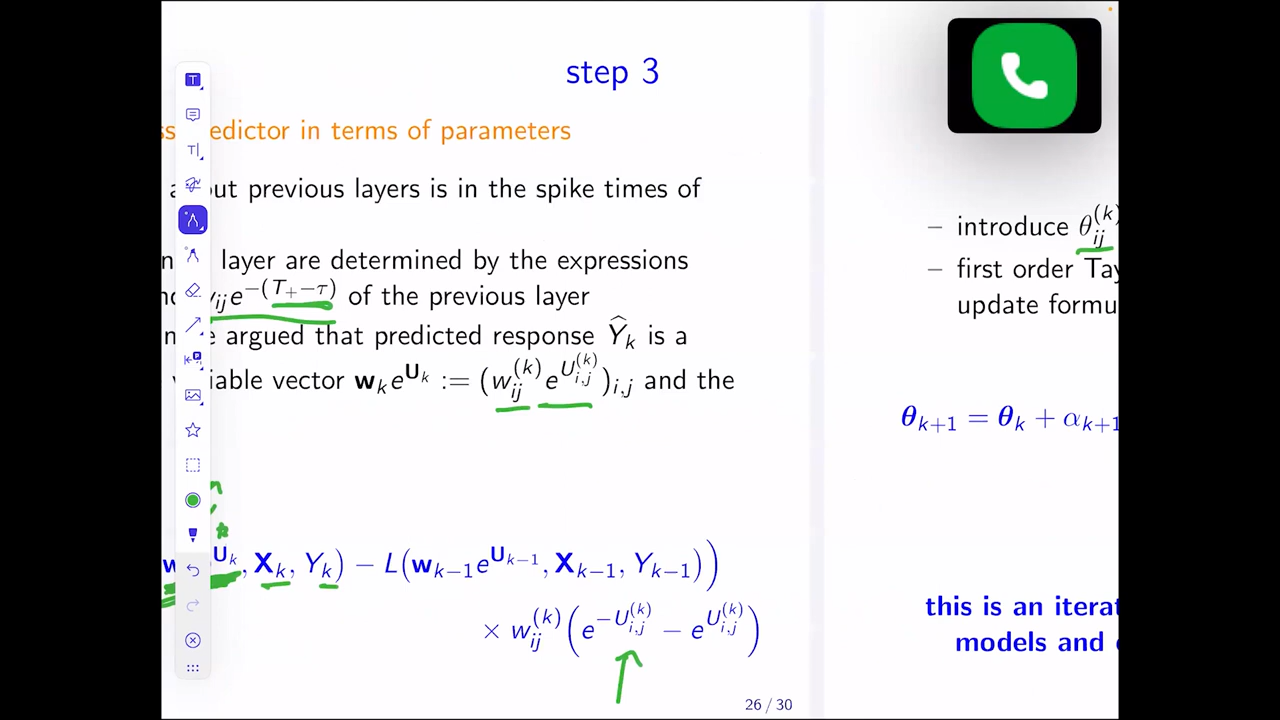 step 3
edictor in terms of parameters
out previous layers is in the spike times of
layer are determined by the expressions
ij e^{-(T_+ - τ)} of the previous layer
argued that predicted response \widehat{Y}_k is a
iable vector w_k e^{U_k} := (w_{ij}^{(k)} e^{U_{i,j}^{(k)}})_{i,j} and the
U_k, X_k, Y_k) − L(w_{k−1} e^{U_{k−1}}, X_{k−1}, Y_{k−1}))
× w_{ij}^{(k)} (e^{−U_{i,j}^{(k)}} − e^{U_{i,j}^{(k)}})
26 / 30
– introduce θ_{ij}^{(k)}
– first order Tay
update formu
θ_{k+1} = θ_k + α_{k+1}
this is an iterat
models and